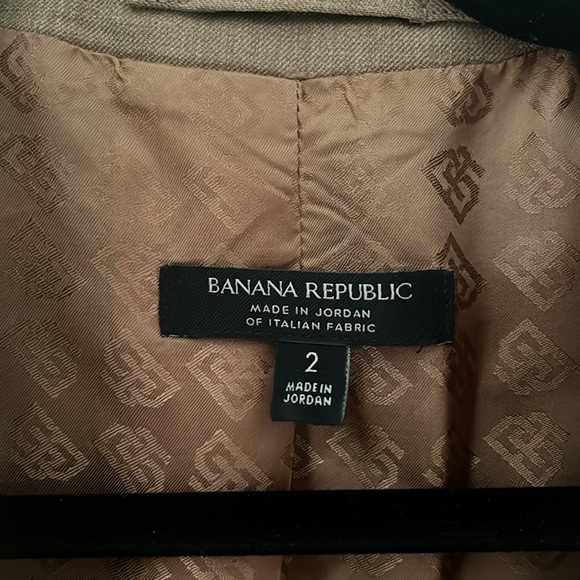 BANANA REPUBLIC
MADE IN JORDAN
OF ITALIAN FABRIC
2
MADE IN
JORDAN